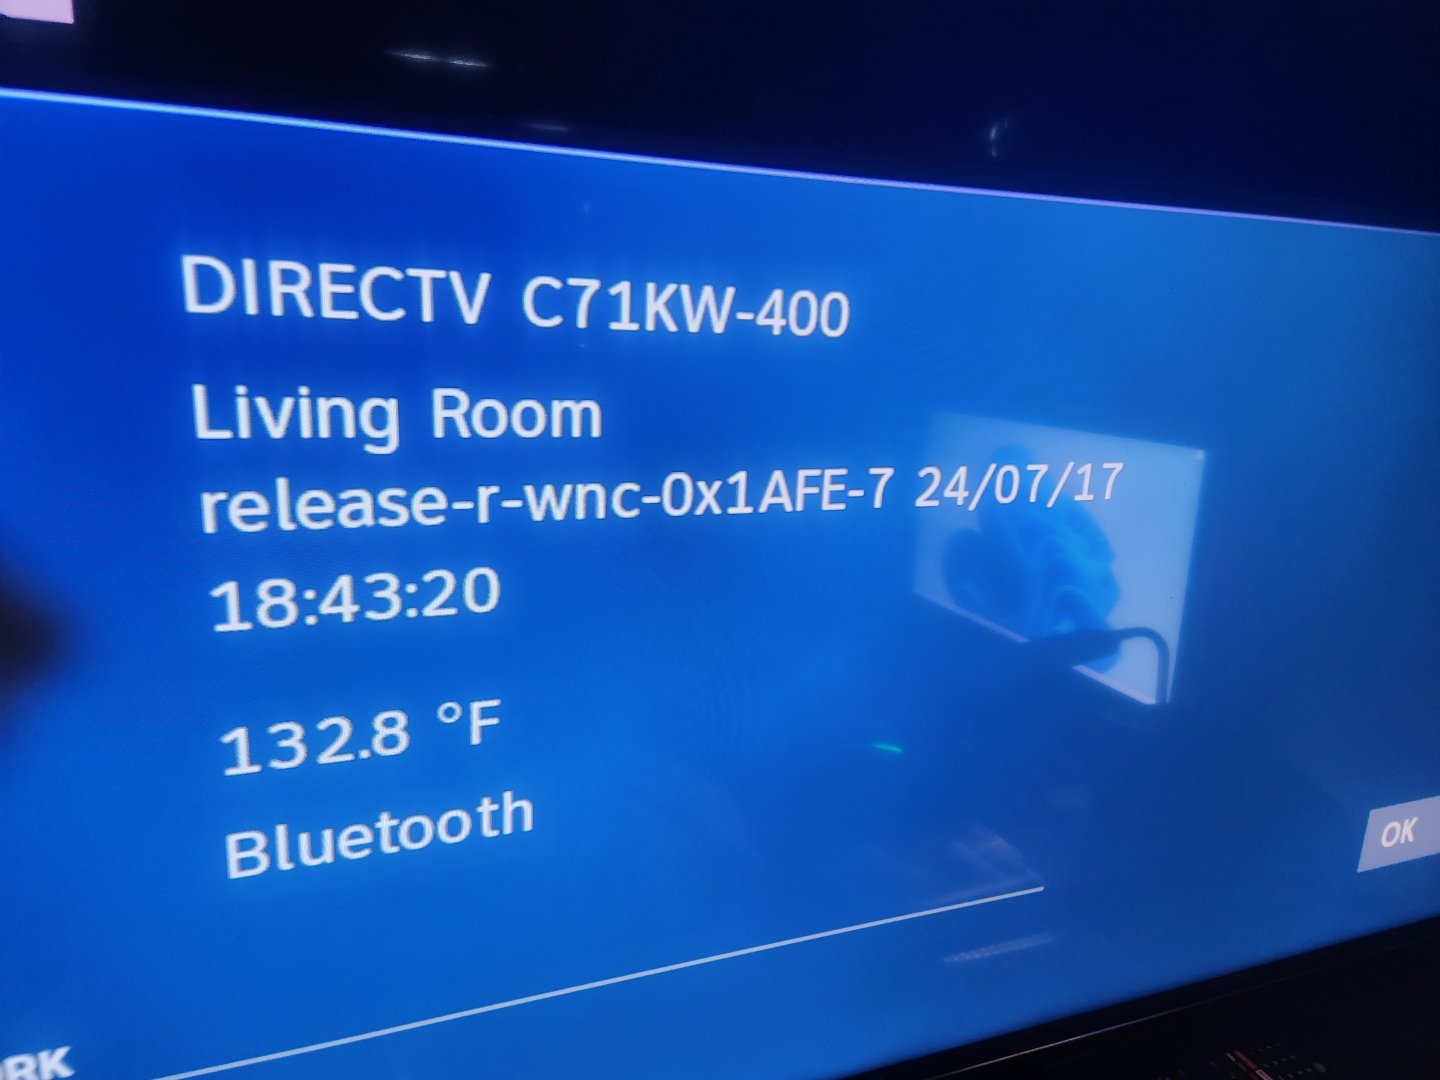 DIRECTV C71KW-400
Living Room
release-r-wnc-0x1AFE-7 24/07/17
18:43:20
132.8 °F
Bluetooth
OK